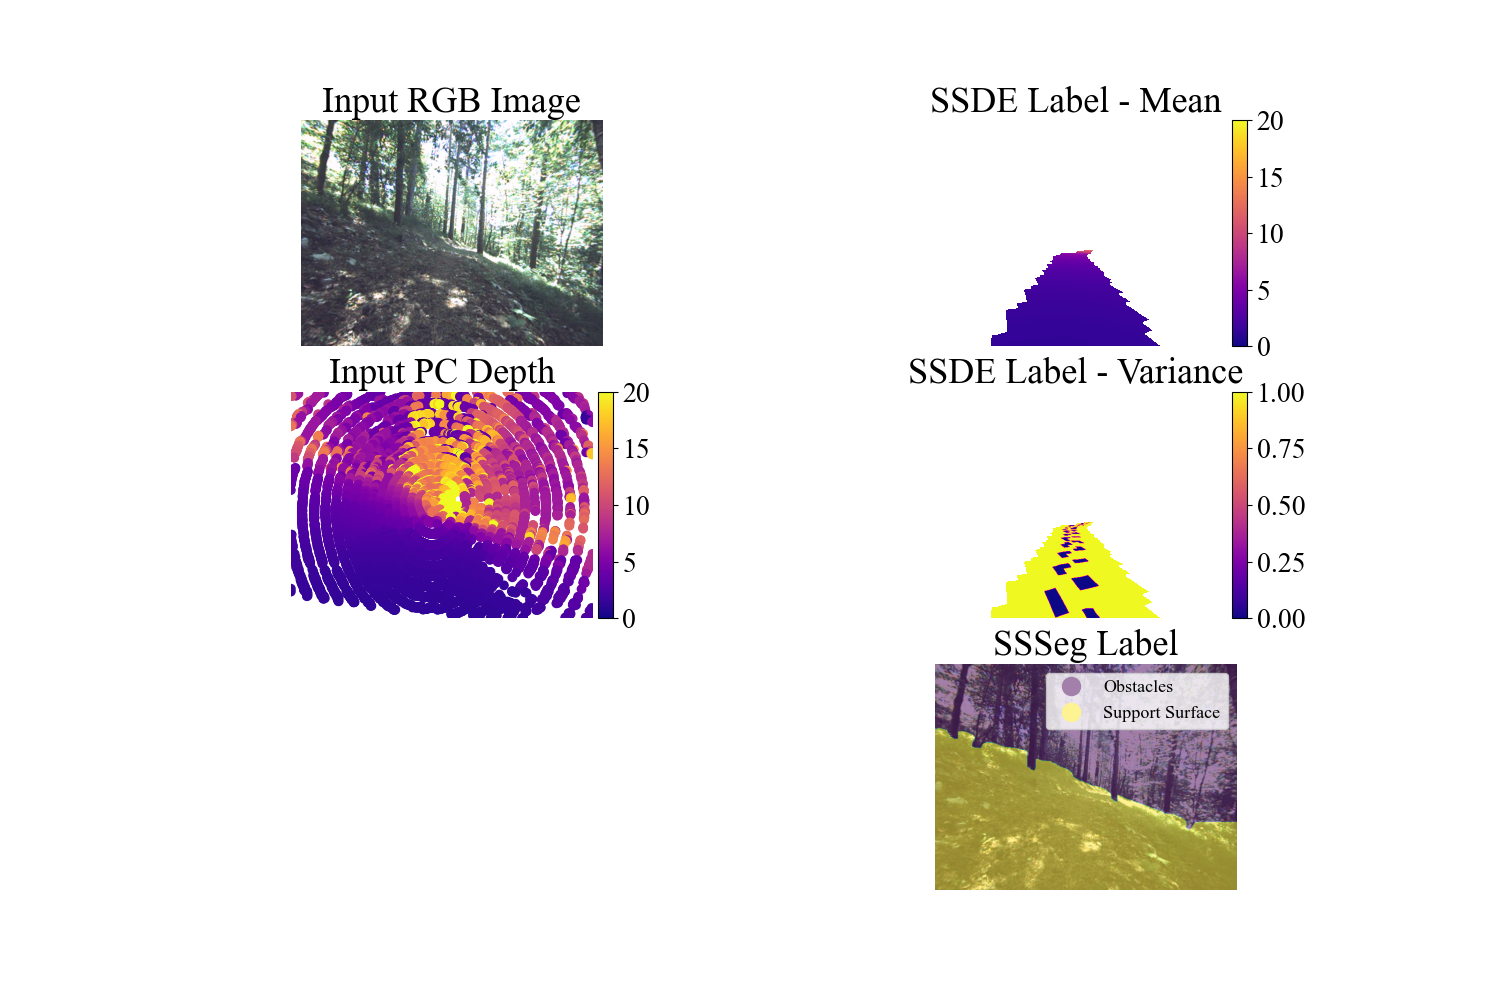 Input RGB Image
SSDE Label - Mean
20
15
10
5
0
Input PC Depth
20
15
10
5
0
SSDE Label - Variance
1.00
0.75
0.50
0.25
0.00
SSSeg Label
Obstacles
Support Surface